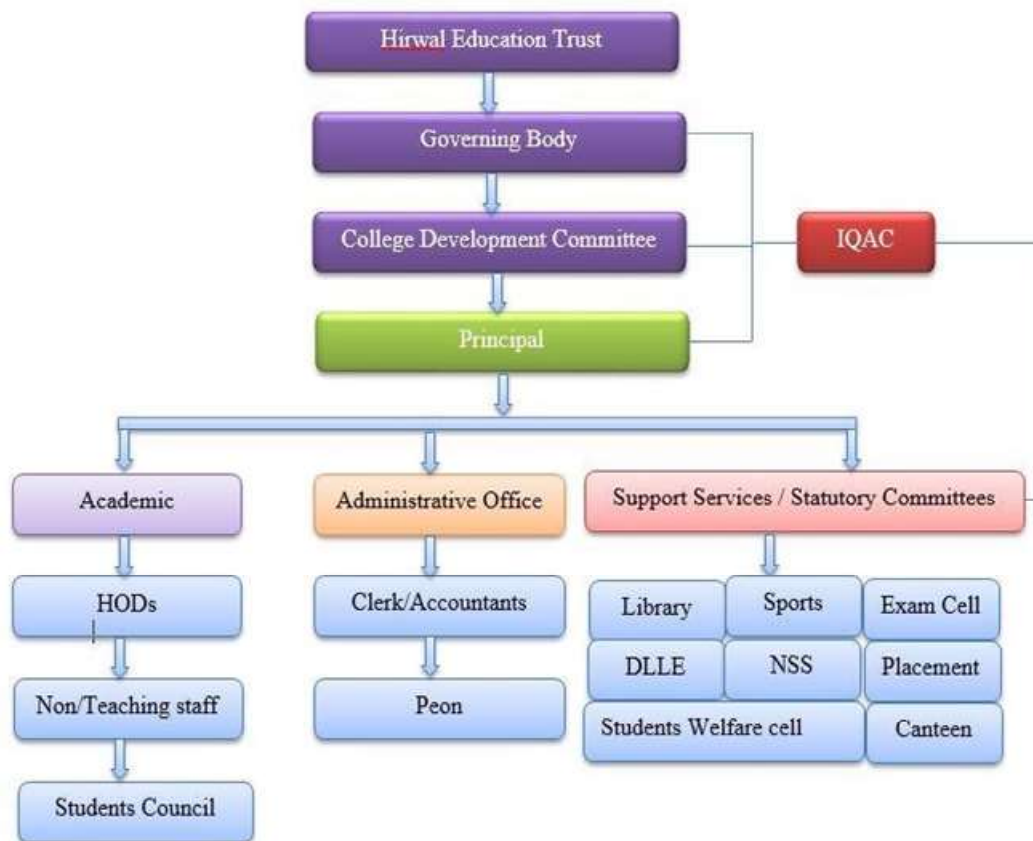 Hirwal Education Trust
Governing Body
College Development Committee
IQAC
Principal
Academic
Administrative Office
Support Services / Statutory Committees
HODs
Clerk/Accountants
Library
Sports
Exam Cell
DLLE
NSS
Placement
Non/Teaching staff
Peon
Students Welfare cell
Canteen
Students Council